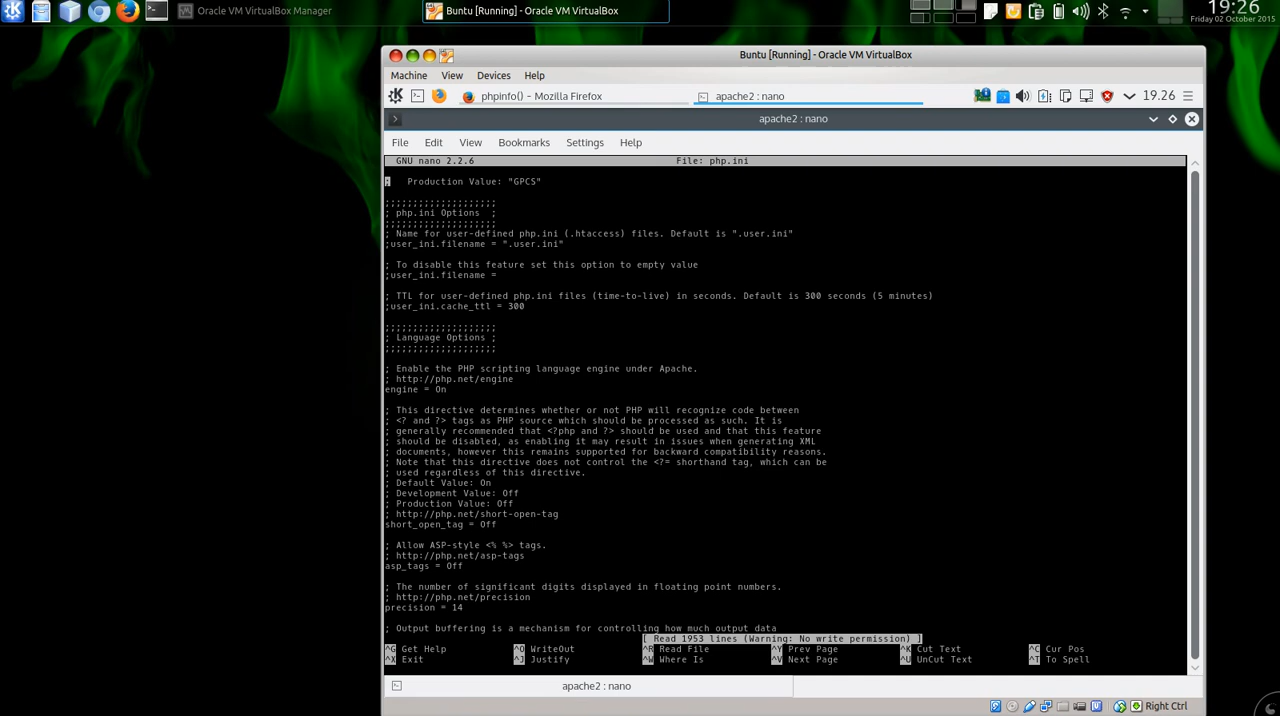 Oracle VM VirtualBox Manager
Buntu [Running] - Oracle VM VirtualBox
19:26
Friday 02 October 2015
Buntu [Running] - Oracle VM VirtualBox
Machine View Devices Help
phpinfo() - Mozilla Firefox
apache2 : nano
19.26
apache2 : nano
File Edit View Bookmarks Settings Help
GNU nano 2.2.6 File: php.ini
;   Production Value: "GPCS"
;;;;;;;;;;;;;;;;;;;;
; php.ini Options  ;
;;;;;;;;;;;;;;;;;;;;
; Name for user-defined php.ini (.htaccess) files. Default is ".user.ini"
;user_ini.filename = ".user.ini"
; To disable this feature set this option to empty value
;user_ini.filename =
; TTL for user-defined php.ini files (time-to-live) in seconds. Default is 300 seconds (5 minutes)
;user_ini.cache_ttl = 300
;;;;;;;;;;;;;;;;;;;;
; Language Options ;
;;;;;;;;;;;;;;;;;;;;
; Enable the PHP scripting language engine under Apache.
; http://php.net/engine
engine = On
; This directive determines whether or not PHP will recognize code between
; <? and ?> tags as PHP source which should be processed as such. It is
; generally recommended that <?php and ?> should be used and that this feature
; should be disabled, as enabling it may result in issues when generating XML
; documents, however this remains supported for backward compatibility reasons.
; Note that this directive does not control the <?= shorthand tag, which can be
; used regardless of this directive.
; Default Value: On
; Development Value: Off
; Production Value: Off
; http://php.net/short-open-tag
short_open_tag = Off
; Allow ASP-style <% %> tags.
; http://php.net/asp-tags
asp_tags = Off
; The number of significant digits displayed in floating point numbers.
; http://php.net/precision
precision = 14
; Output buffering is a mechanism for controlling how much output data
[ Read 1953 lines (Warning: No write permission) ]
^G Get Help ^O WriteOut ^R Read File ^Y Prev Page ^K Cut Text ^C Cur Pos
^X Exit ^J Justify ^W Where Is ^V Next Page ^U UnCut Text ^T To Spell
apache2 : nano
Right Ctrl